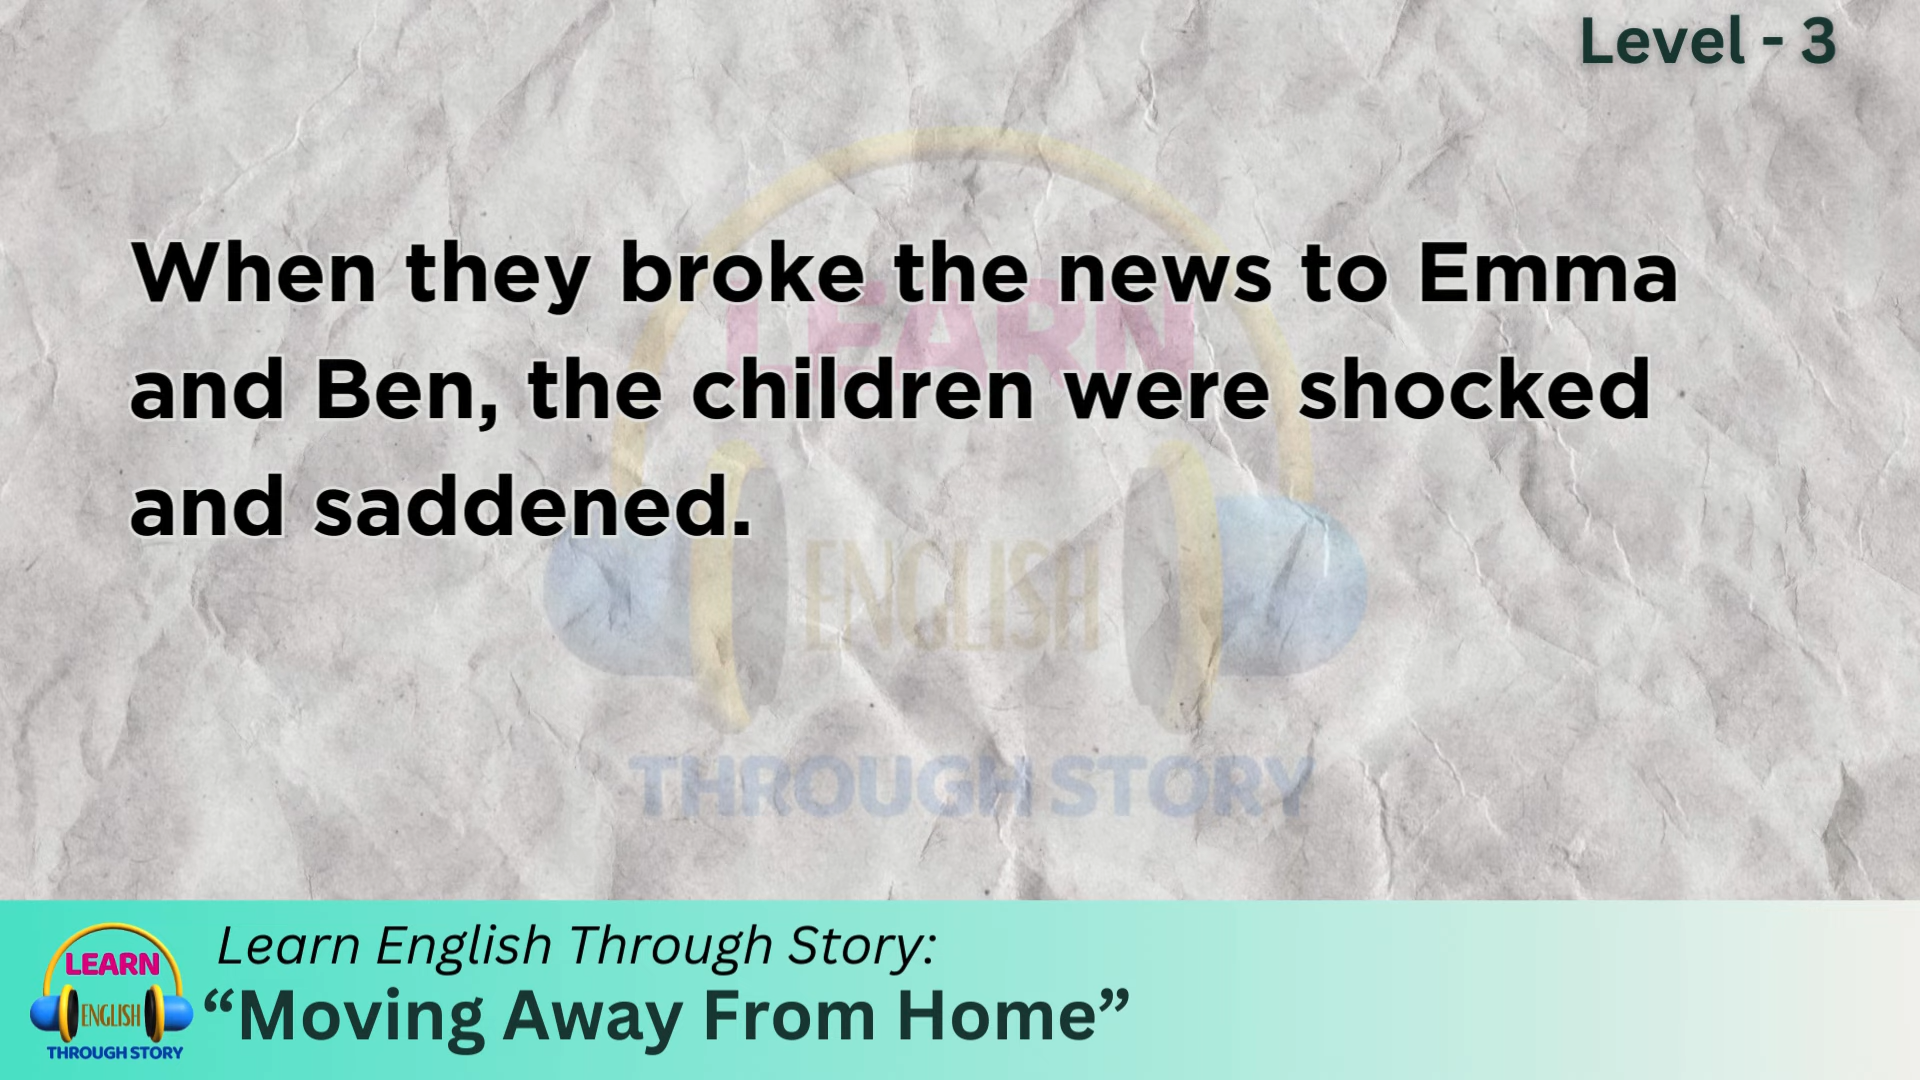 Level - 3
When they broke the news to Emma
and Ben, the children were shocked
and saddened.
LEARN
ENGLISH
THROUGH STORY
Learn English Through Story:
“Moving Away From Home”
LEARN
ENGLISH
THROUGH STORY